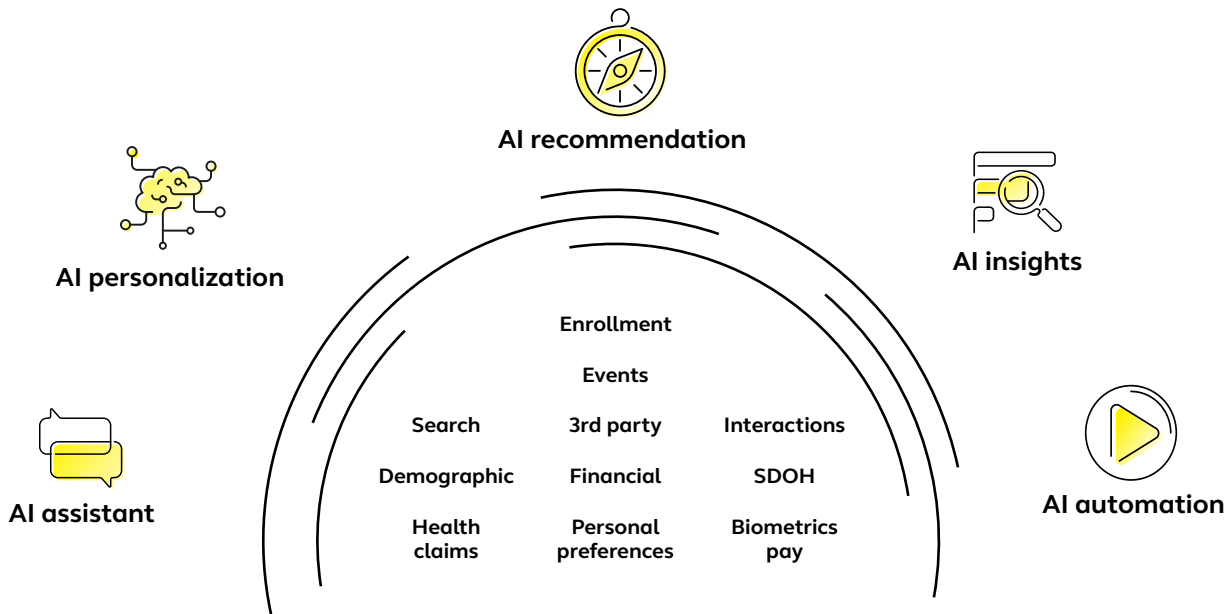 AI recommendation
AI personalization
AI insights
Enrollment
Events
Search
3rd party
Interactions
Demographic
Financial
SDOH
AI assistant
AI automation
Health
claims
Personal
preferences
Biometrics
pay